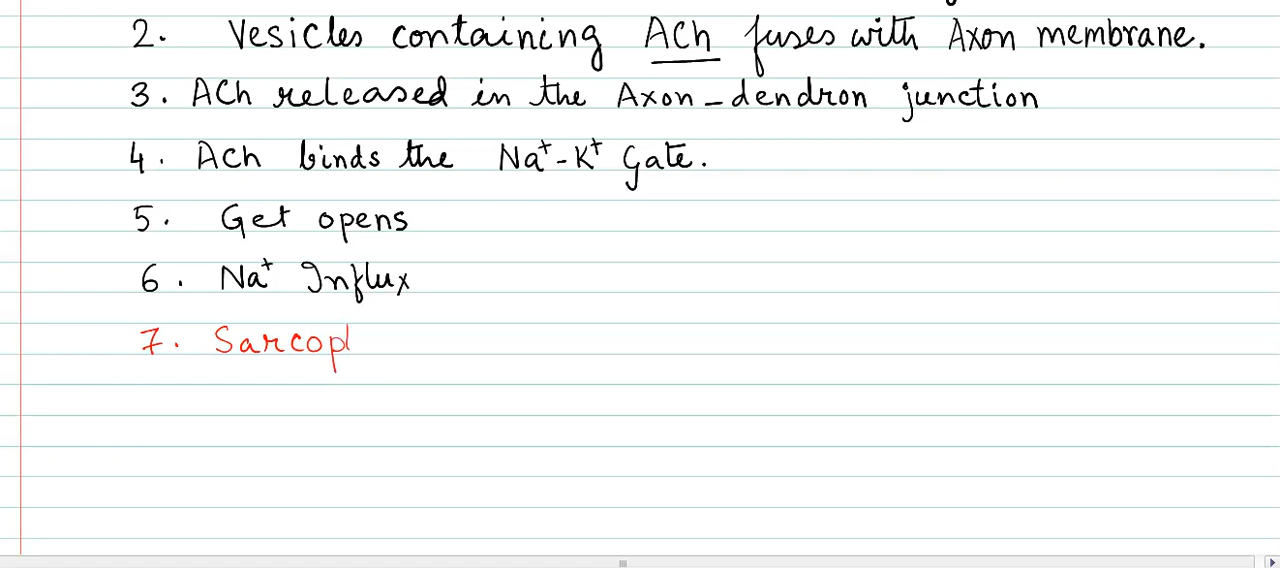 2. Vesicles containing ACh fuses with Axon membrane.
3. ACh released in the Axon-dendron junction
4. ACh binds the Na⁺-K⁺ Gate.
5. Get opens
6. Na⁺ Influx
7. Sarcopl